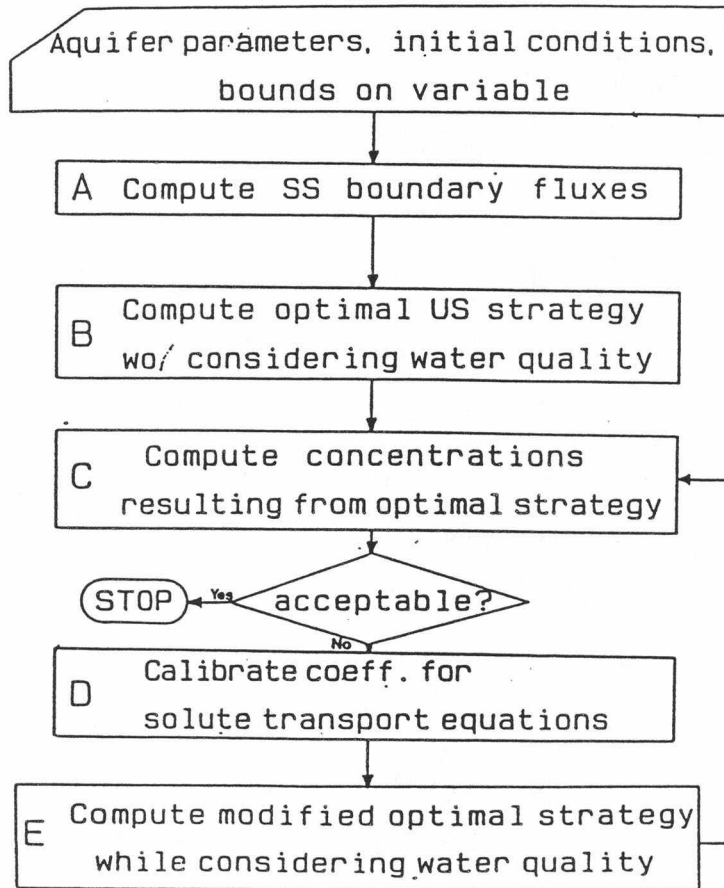 Aquifer parameters, initial conditions,
bounds on variable
A Compute SS boundary fluxes
B Compute optimal US strategy
wo/ considering water quality
C Compute concentrations
resulting from optimal strategy
acceptable?
Yes
STOP
No
D Calibrate coeff. for
solute transport equations
E Compute modified optimal strategy
while considering water quality